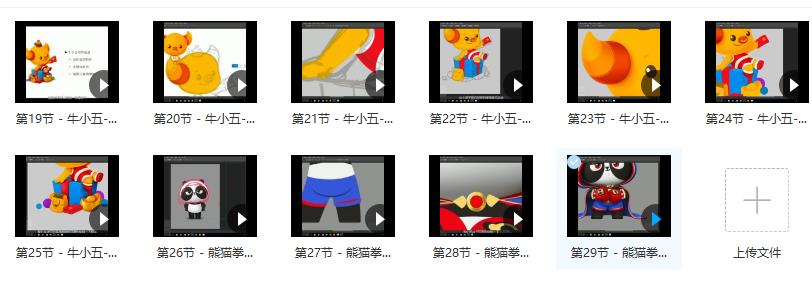 第19节 - 牛小五-...
第20节 - 牛小五-...
第21节 - 牛小五-...
第22节 - 牛小五-...
第23节 - 牛小五-...
第24节 - 牛小五-...
第25节 - 牛小五-...
第26节 - 熊猫拳...
第27节 - 熊猫拳...
第28节 - 熊猫拳...
第29节 - 熊猫拳...
上传文件